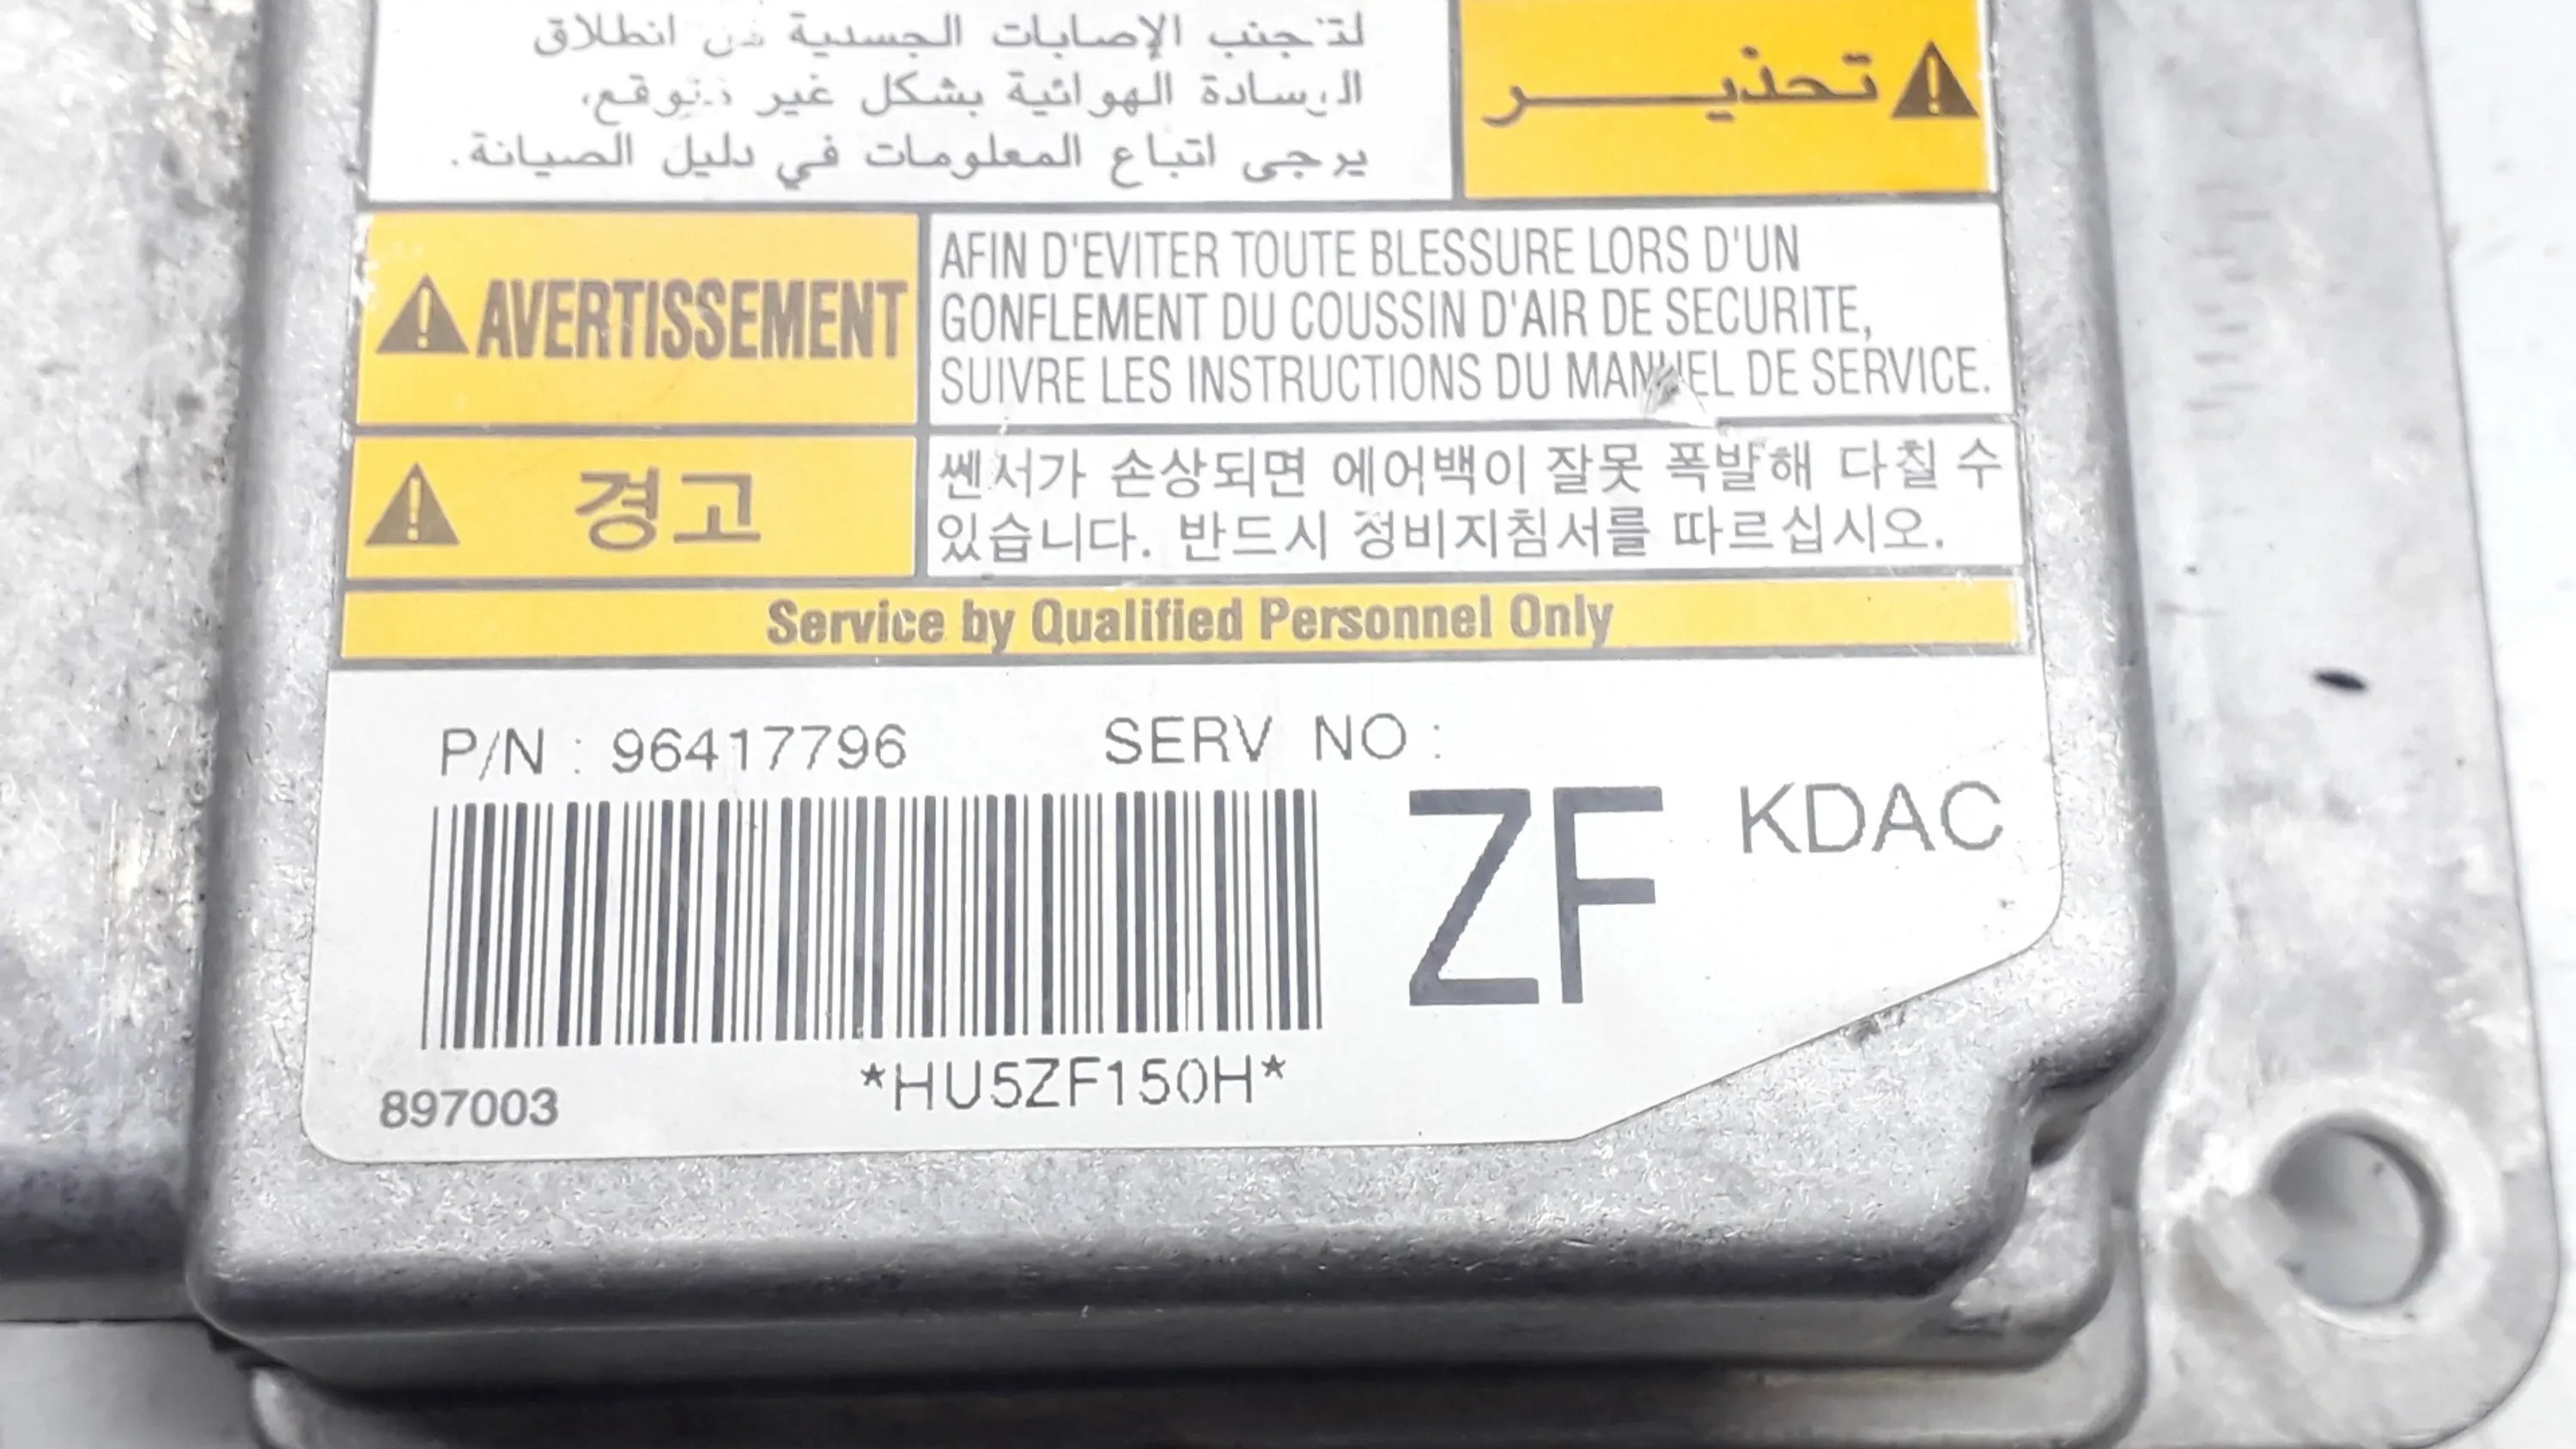 لتجنب الإصابات الجسدية من انطلاق
الوسادة الهوائية بشكل غير متوقع،
يرجى اتباع المعلومات في دليل الصيانة.
تحذيـــــر
AVERTISSEMENT
AFIN D'EVITER TOUTE BLESSURE LORS D'UN
GONFLEMENT DU COUSSIN D'AIR DE SECURITE,
SUIVRE LES INSTRUCTIONS DU MANUEL DE SERVICE.
경고
쎈서가 손상되면 에어백이 잘못 폭발해 다칠 수
있습니다. 반드시 정비지침서를 따르십시오.
Service by Qualified Personnel Only
P/N : 96417796 SERV NO :
ZF KDAC
*HU5ZF150H*
897003